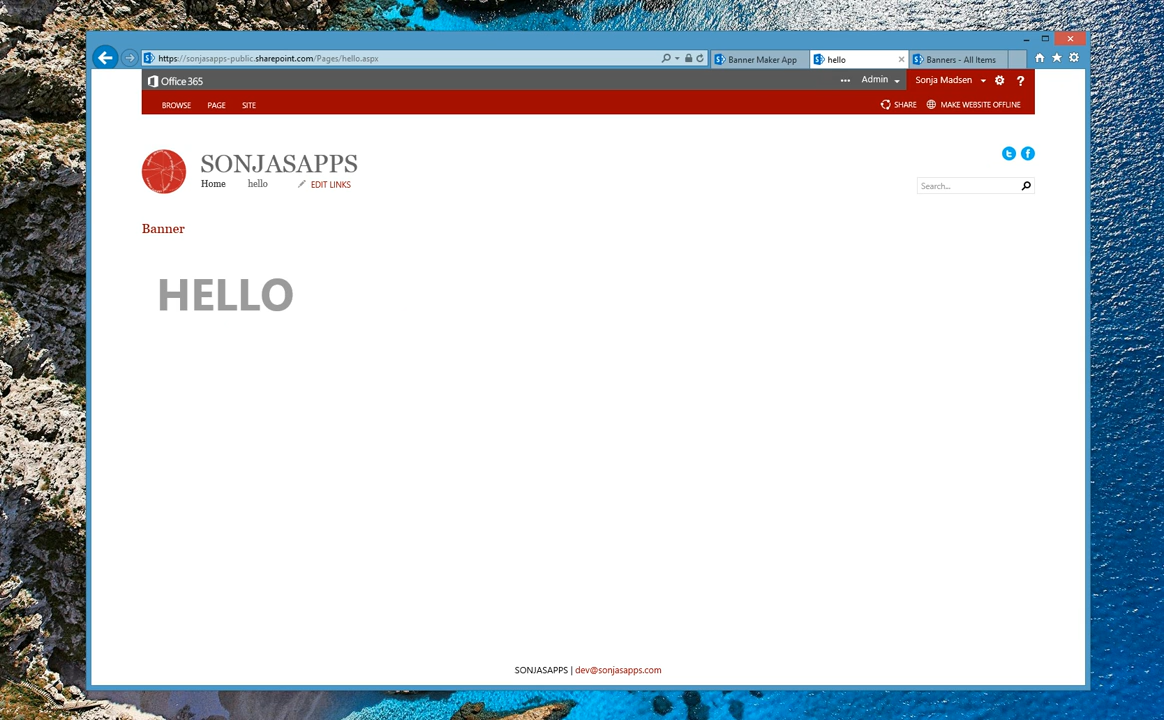 https://sonjasapps-public.sharepoint.com/Pages/hello.aspx
Banner Maker App
hello
Banners - All Items
Office 365
Admin
Sonja Madsen
?
BROWSE PAGE SITE
SHARE MAKE WEBSITE OFFLINE
SONJASAPPS
Home hello EDIT LINKS
Search...
Banner
HELLO
SONJASAPPS | dev@sonjasapps.com